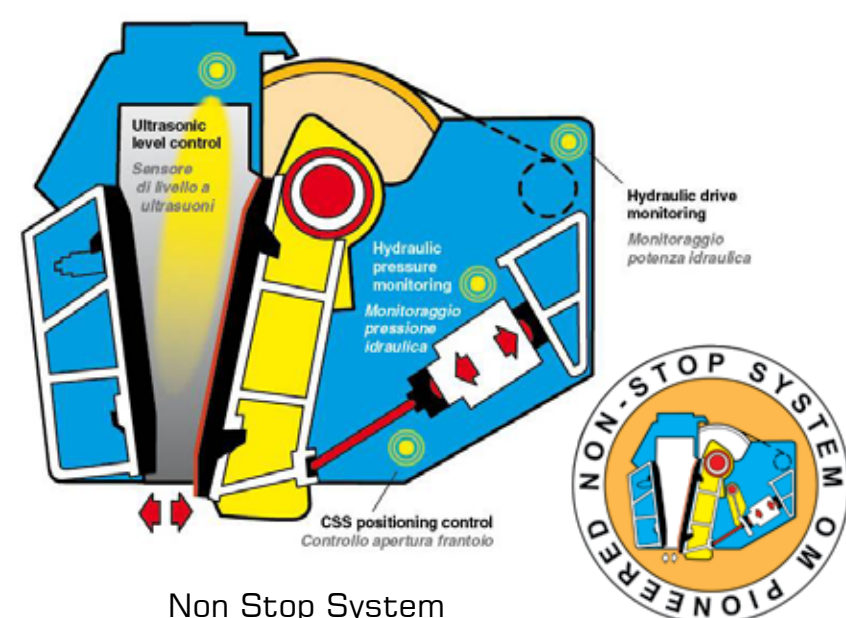 Ultrasonic
level control
Sensore
di livello a
ultrasuoni
Hydraulic drive
monitoring
Monitoraggio
potenza idraulica
Hydraulic
pressure
monitoring
Monitoraggio
pressione
idraulica
CSS positioning control
Controllo apertura frantoio
NON-STOP SYSTEM OM PIONEERED
Non Stop System